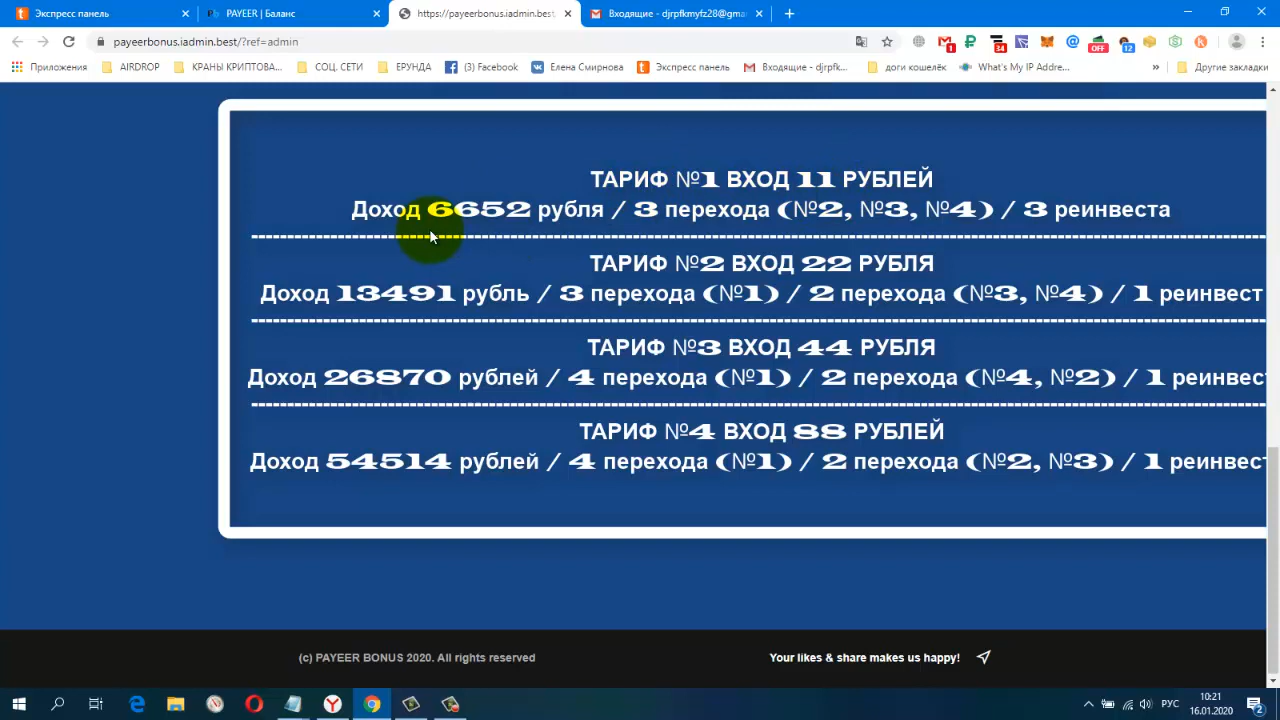 Экспресс панель
PAYEER | Баланс
https://payeerbonus.iadmin.best/
Входящие - djrpfkmyfz28@gma
payeerbonus.iadmin.best/?ref=admin
1
34
OFF
12
Приложения
AIRDROP
КРАНЫ КРИПТОВА...
СОЦ. СЕТИ
ЕРУНДА
(3) Facebook
Елена Смирнова
Экспресс панель
Входящие - djrpfk...
доги кошелёк
What's My IP Addre...
»
Другие закладки
ТАРИФ №1 ВХОД 11 РУБЛЕЙ
Доход 6652 рубля / 3 перехода (№2, №3, №4) / 3 реинвеста
ТАРИФ №2 ВХОД 22 РУБЛЯ
Доход 13491 рубль / 3 перехода (№1) / 2 перехода (№3, №4) / 1 реинвест
ТАРИФ №3 ВХОД 44 РУБЛЯ
Доход 26870 рублей / 4 перехода (№1) / 2 перехода (№4, №2) / 1 реинвест
ТАРИФ №4 ВХОД 88 РУБЛЕЙ
Доход 54514 рублей / 4 перехода (№1) / 2 перехода (№2, №3) / 1 реинвест
(c) PAYEER BONUS 2020. All rights reserved
Your likes & share makes us happy!
РУС
10:21
16.01.2020
2